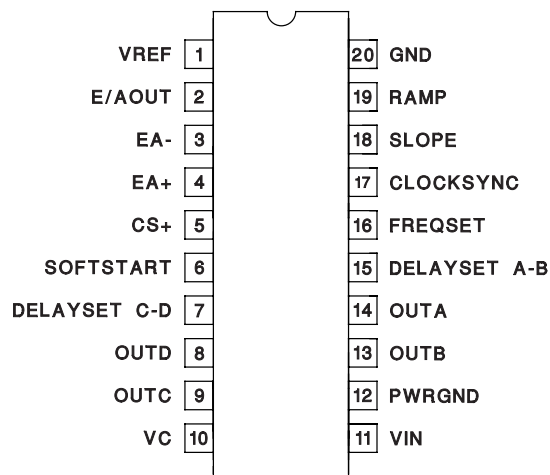 VREF 1 20 GND
E/AOUT 2 19 RAMP
EA- 3 18 SLOPE
EA+ 4 17 CLOCKSYNC
CS+ 5 16 FREQSET
SOFTSTART 6 15 DELAYSET A-B
DELAYSET C-D 7 14 OUTA
OUTD 8 13 OUTB
OUTC 9 12 PWRGND
VC 10 11 VIN